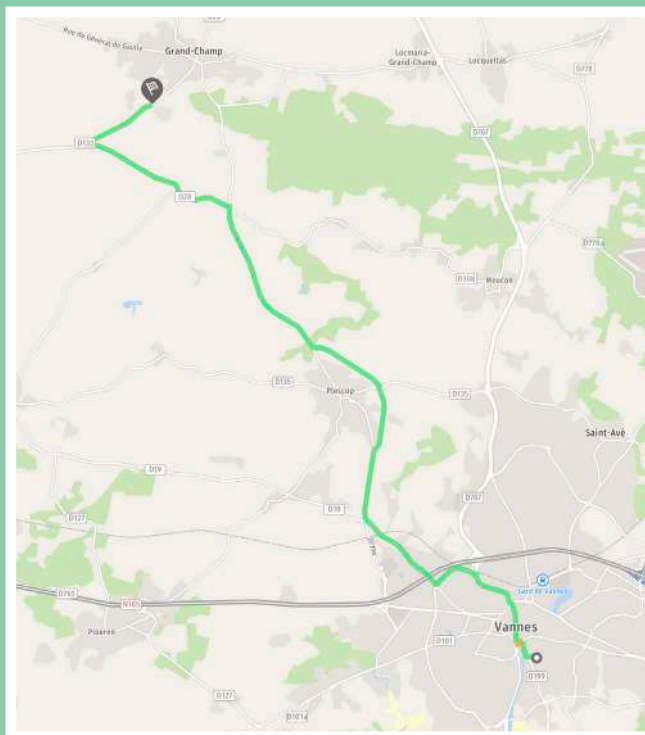 Rue du Général de Gaulle
Grand-Champ
Locmaria-
Grand-Champ
Locqueltas
D778
D767
D133
D28
D778A
Meucon
D135
Plescop
D135
Saint-Avé
D19
D19
D127
D767
D765
N165
Gare de Vannes
Vannes
D101
Ploeren
D199
D127
D101A